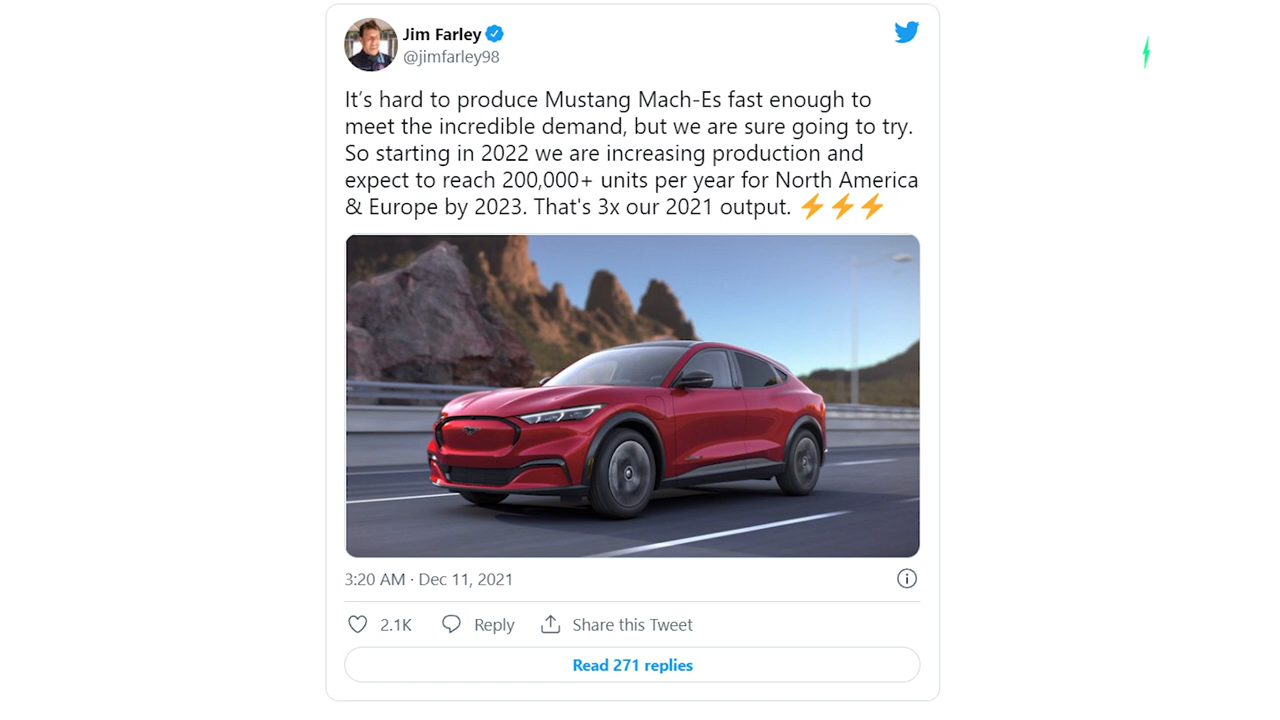 Jim Farley
@jimfarley98
It’s hard to produce Mustang Mach-Es fast enough to
meet the incredible demand, but we are sure going to try.
So starting in 2022 we are increasing production and
expect to reach 200,000+ units per year for North America
& Europe by 2023. That's 3x our 2021 output. ⚡⚡⚡
3:20 AM · Dec 11, 2021
2.1K Reply Share this Tweet
Read 271 replies